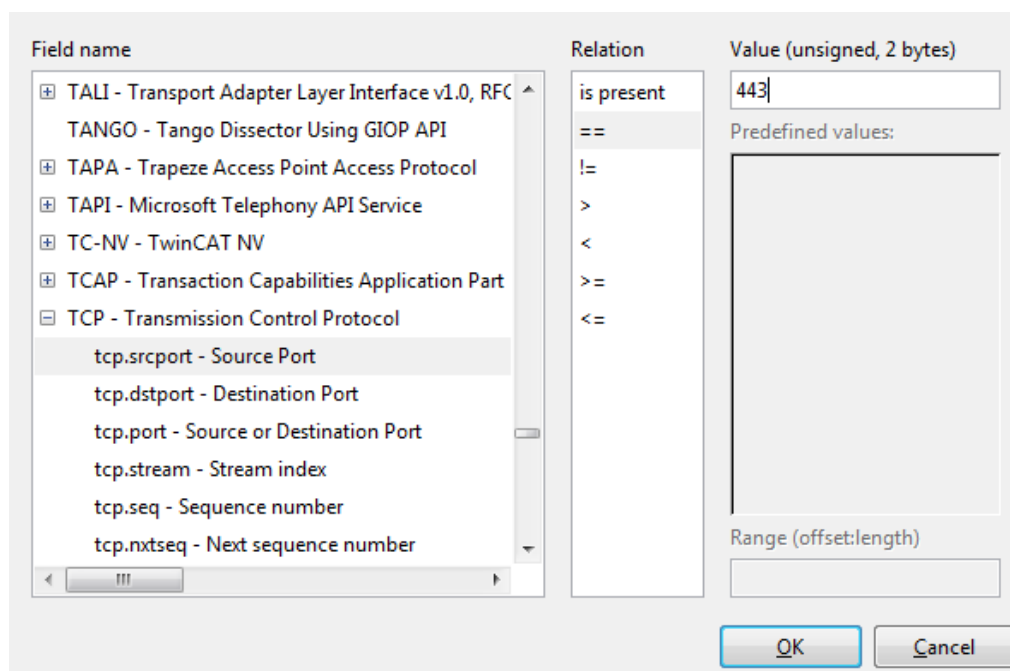 Field name
TALI - Transport Adapter Layer Interface v1.0, RFC
TANGO - Tango Dissector Using GIOP API
TAPA - Trapeze Access Point Access Protocol
TAPI - Microsoft Telephony API Service
TC-NV - TwinCAT NV
TCAP - Transaction Capabilities Application Part
TCP - Transmission Control Protocol
tcp.srcport - Source Port
tcp.dstport - Destination Port
tcp.port - Source or Destination Port
tcp.stream - Stream index
tcp.seq - Sequence number
tcp.nxtseq - Next sequence number
Relation
is present
==
!=
>
<
>=
<=
Value (unsigned, 2 bytes)
443
Predefined values:
Range (offset:length)
OK
Cancel